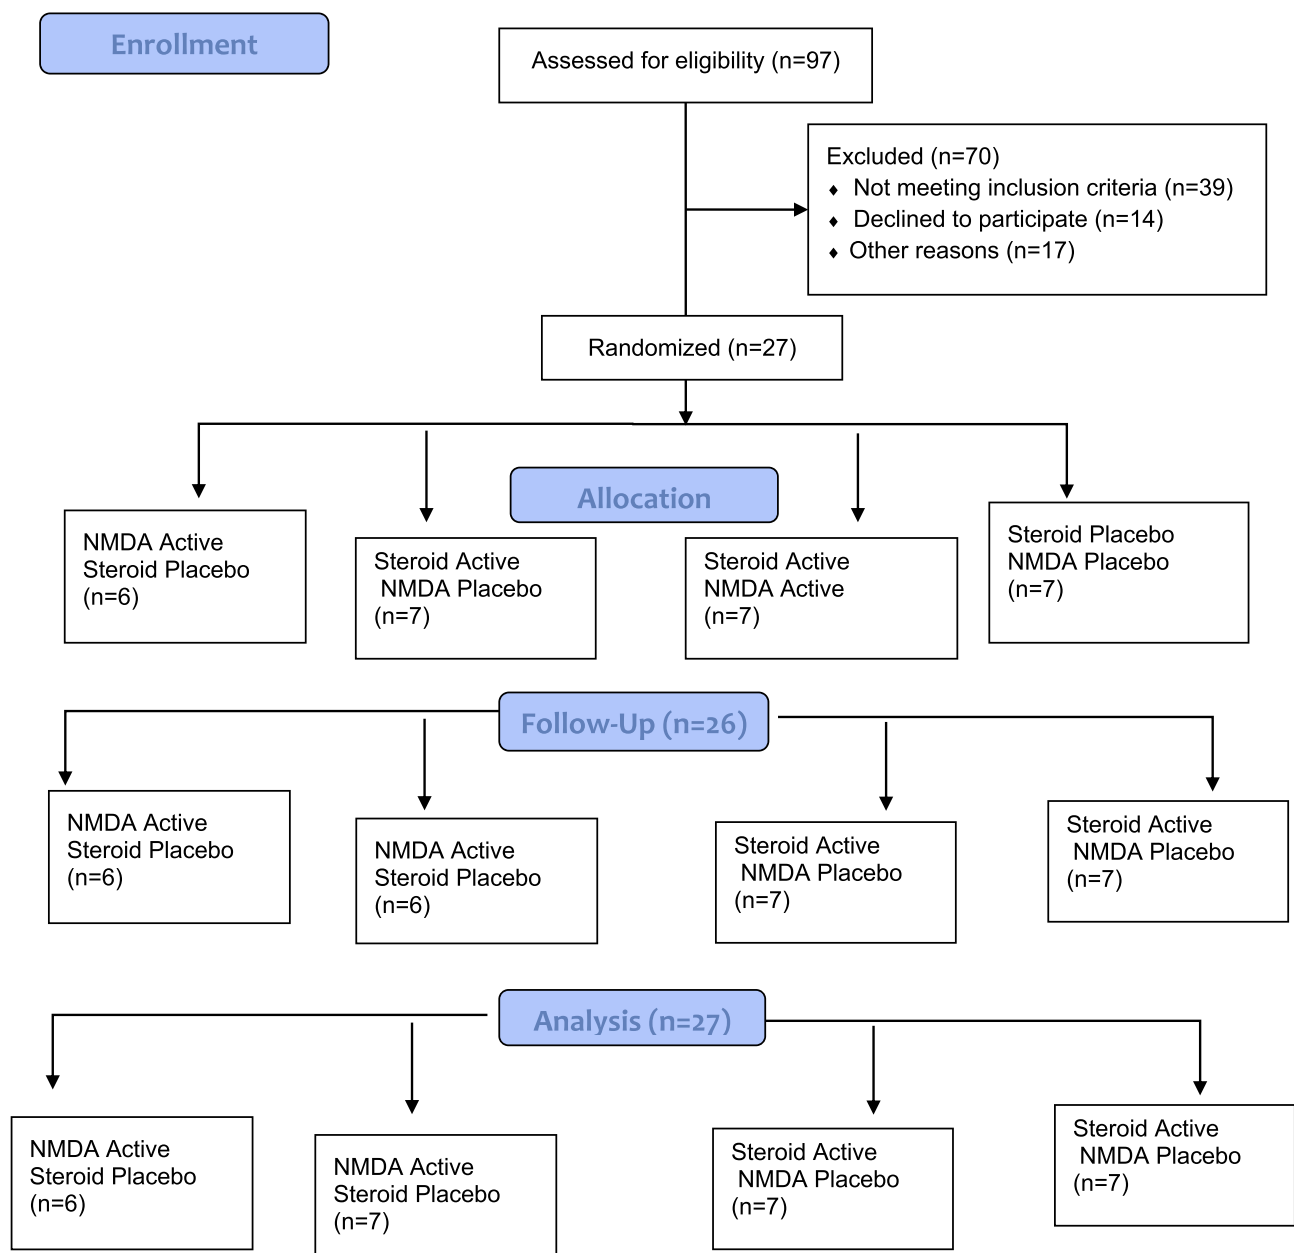 Enrollment
Assessed for eligibility (n=97)
Excluded (n=70)
♦ Not meeting inclusion criteria (n=39)
♦ Declined to participate (n=14)
♦ Other reasons (n=17)
Randomized (n=27)
Allocation
NMDA Active
Steroid Placebo
(n=6)
Steroid Active
NMDA Placebo
(n=7)
Steroid Active
NMDA Active
(n=7)
Steroid Placebo
NMDA Placebo
(n=7)
Follow-Up (n=26)
NMDA Active
Steroid Placebo
(n=6)
NMDA Active
Steroid Placebo
(n=6)
Steroid Active
NMDA Placebo
(n=7)
Steroid Active
NMDA Placebo
(n=7)
Analysis (n=27)
NMDA Active
Steroid Placebo
(n=6)
NMDA Active
Steroid Placebo
(n=7)
Steroid Active
NMDA Placebo
(n=7)
Steroid Active
NMDA Placebo
(n=7)